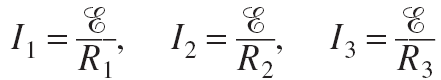 I₁ = ℰ/R₁, I₂ = ℰ/R₂, I₃ = ℰ/R₃